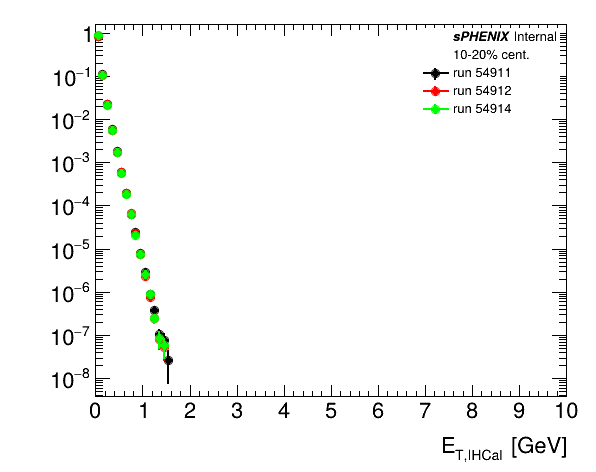 sPHENIX Internal
10-20% cent.
run 54911
run 54912
run 54914
1
10⁻¹
10⁻²
10⁻³
10⁻⁴
10⁻⁵
10⁻⁶
10⁻⁷
10⁻⁸
0 1 2 3 4 5 6 7 8 9 10
E_T,IHCal [GeV]